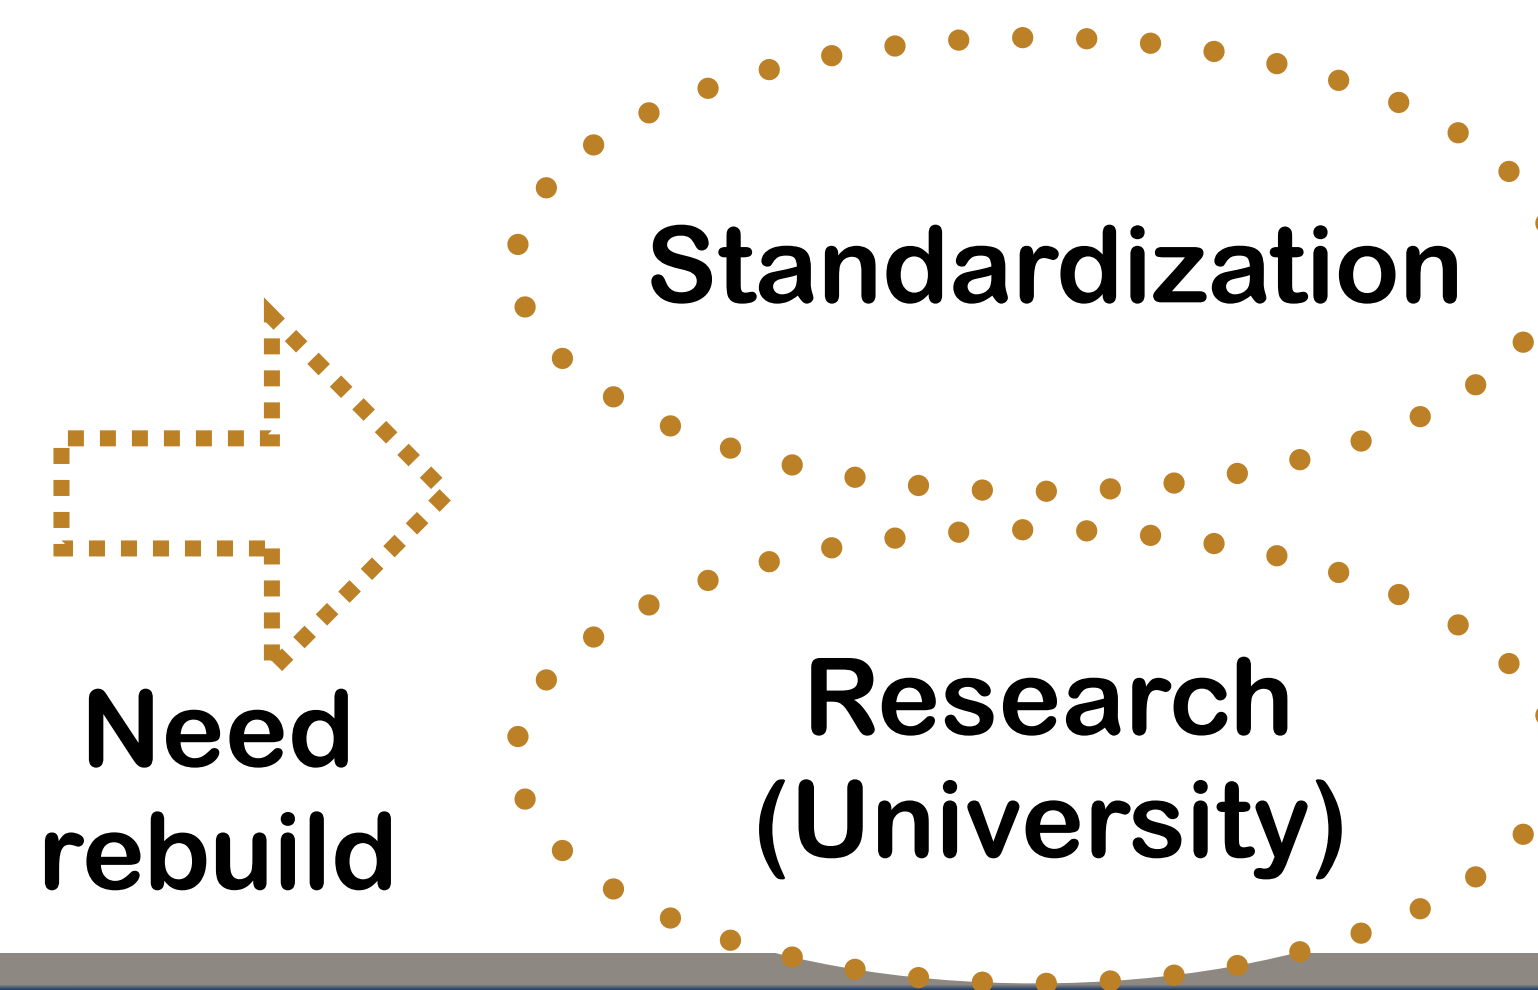 Standardization
Need
rebuild
Research
(University)